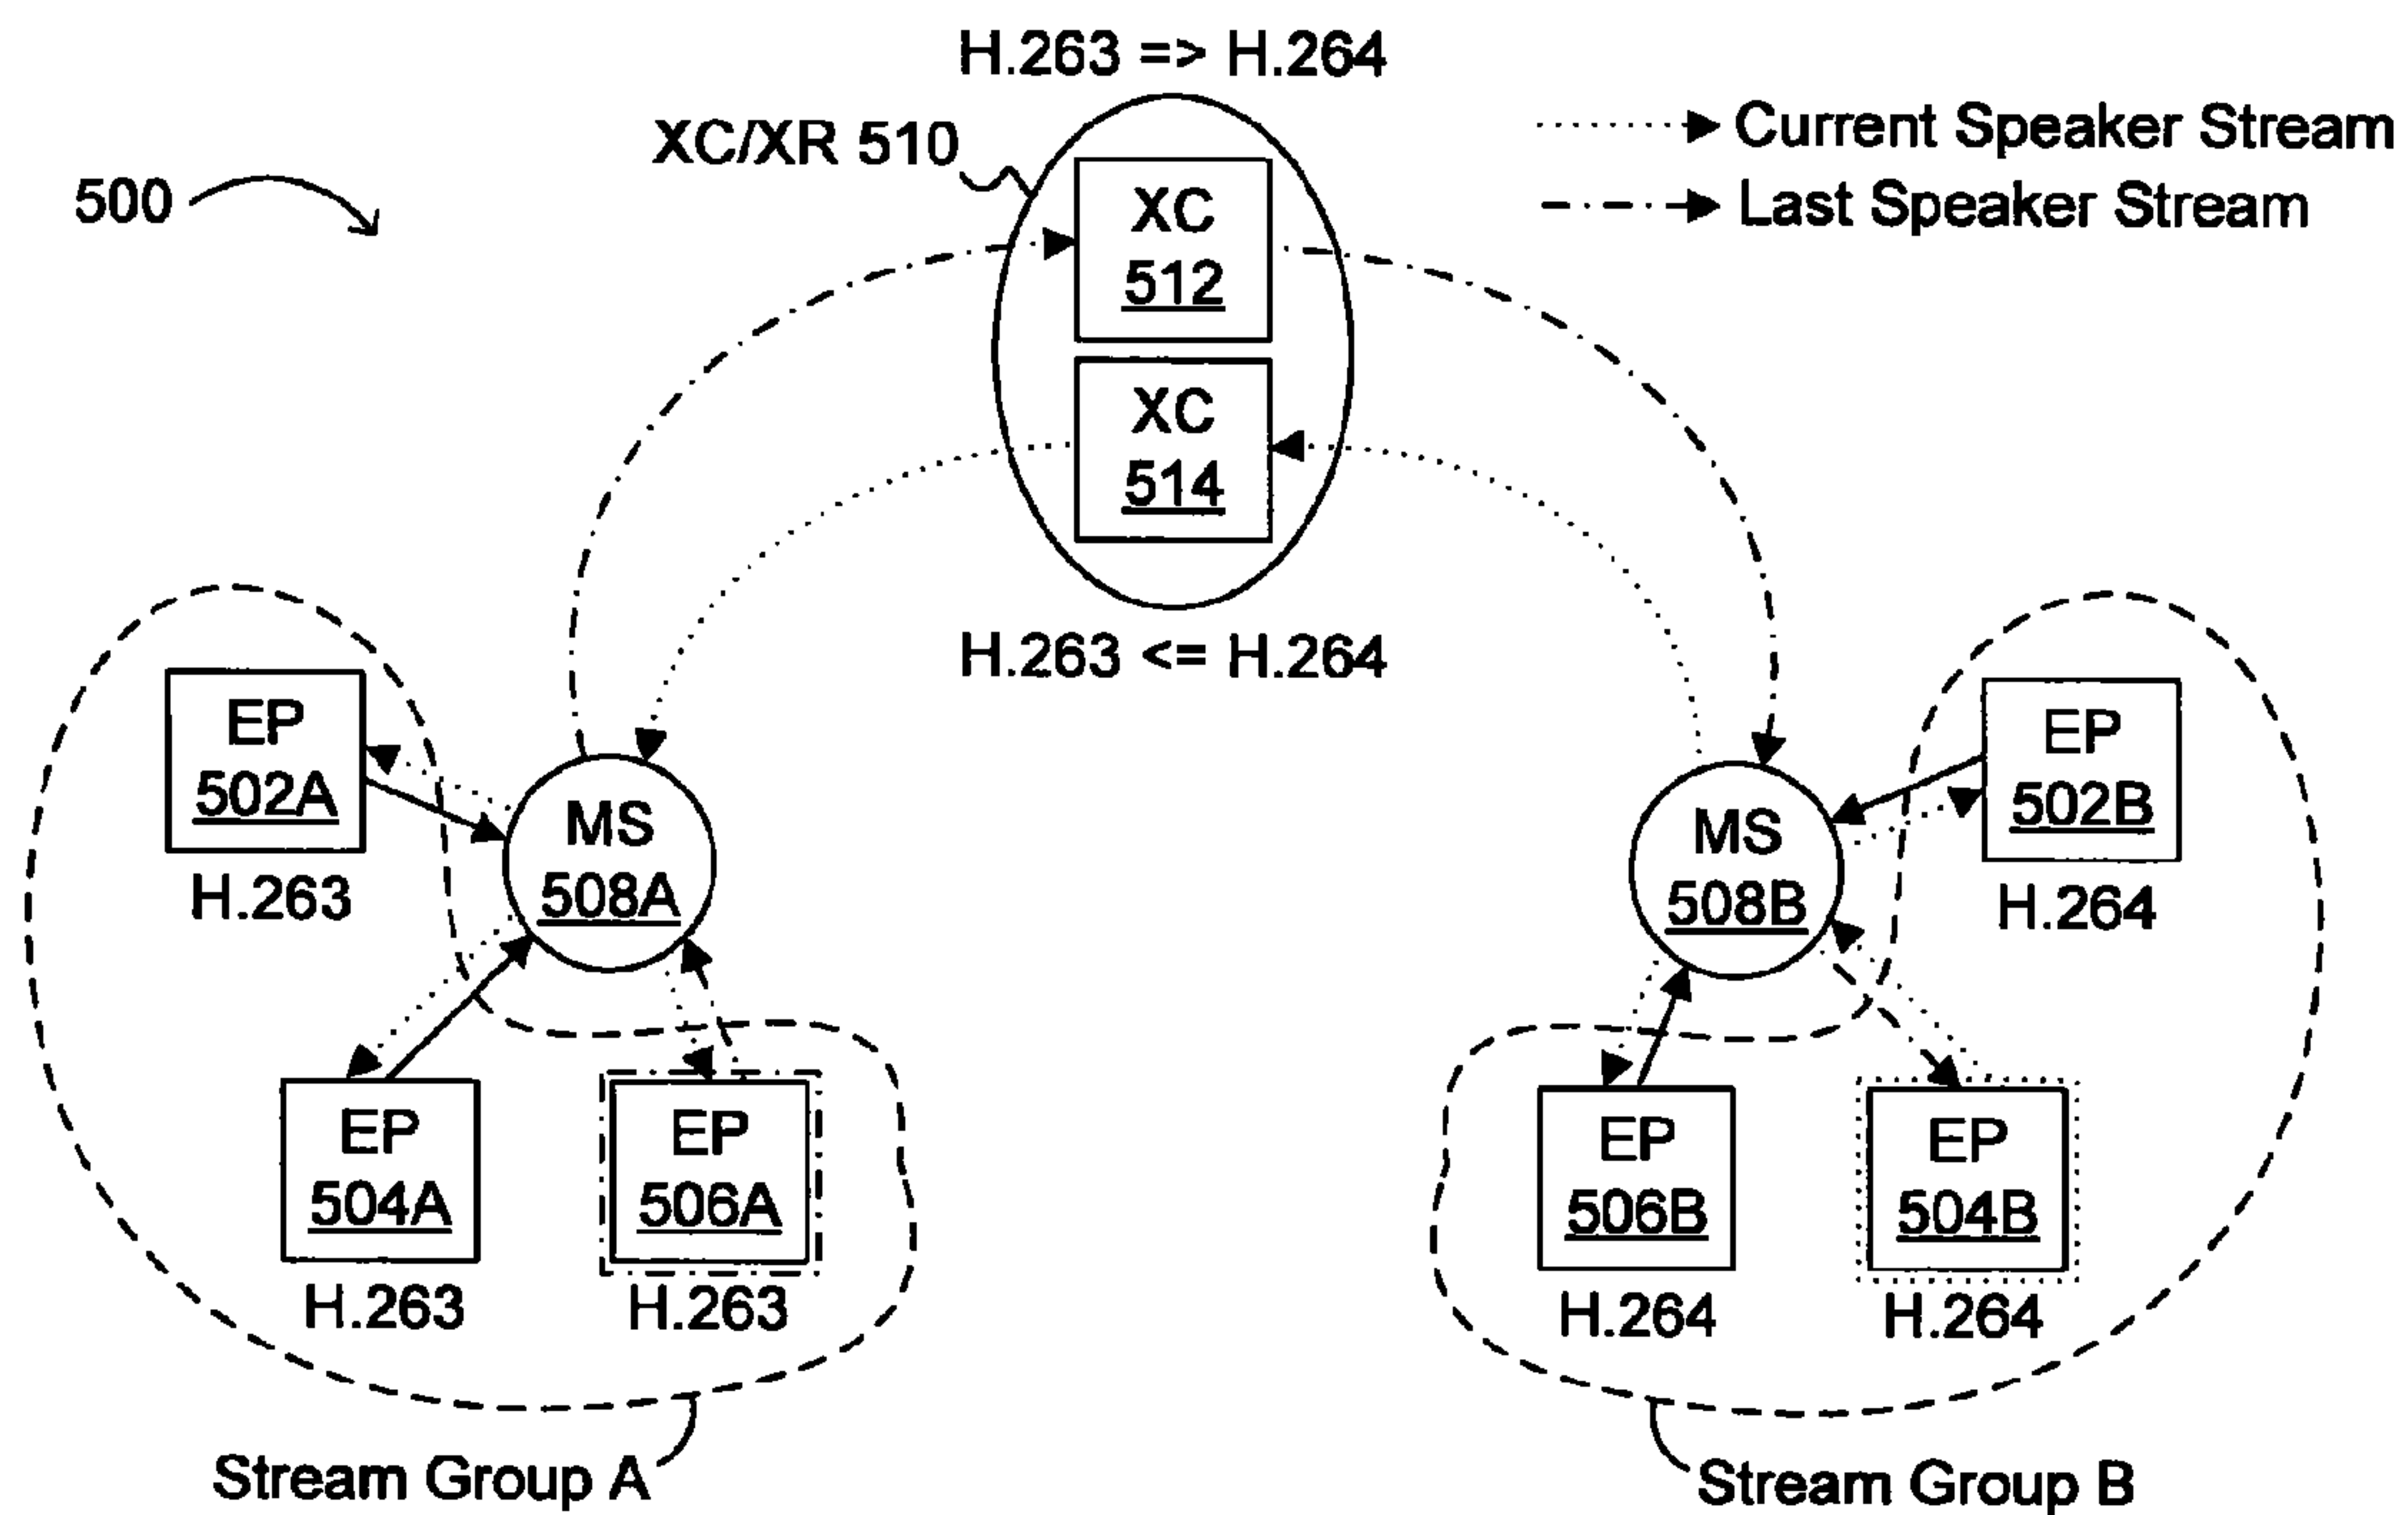 H.263 => H.264
XC/XR 510
Current Speaker Stream
Last Speaker Stream
500
XC
512
XC
514
H.263 <= H.264
EP
502A
H.263
MS
508A
MS
508B
EP
502B
H.264
EP
504A
H.263
EP
506A
H.263
EP
506B
H.264
EP
504B
H.264
Stream Group A
Stream Group B